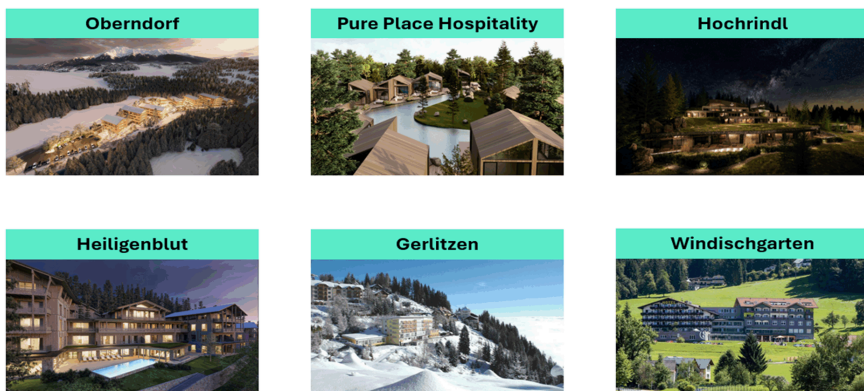 Oberndorf
Pure Place Hospitality
Hochrindl
Heiligenblut
Gerlitzen
Windischgarten